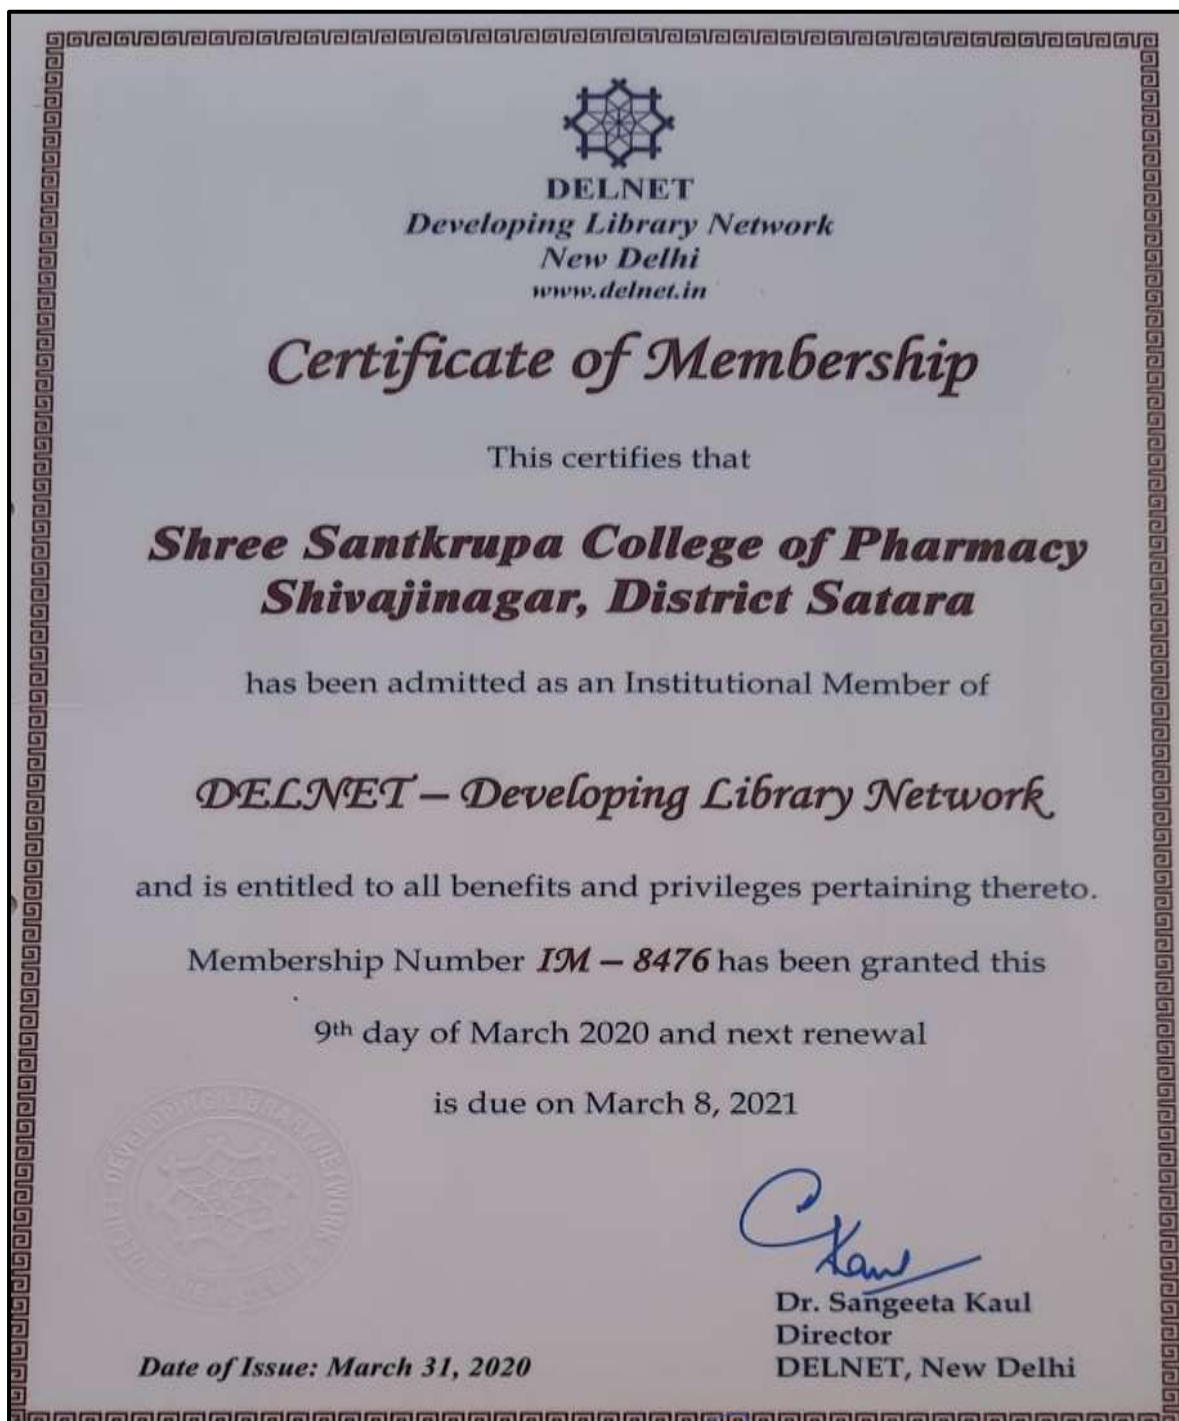 DELNET
Developing Library Network
New Delhi
www.delnet.in
Certificate of Membership
This certifies that
Shree Santkrupa College of Pharmacy
Shivajinagar, District Satara
has been admitted as an Institutional Member of
DELNET – Developing Library Network
and is entitled to all benefits and privileges pertaining thereto.
Membership Number IM – 8476 has been granted this
9th day of March 2020 and next renewal
is due on March 8, 2021
Kaul
Dr. Sangeeta Kaul
Director
DELNET, New Delhi
Date of Issue: March 31, 2020